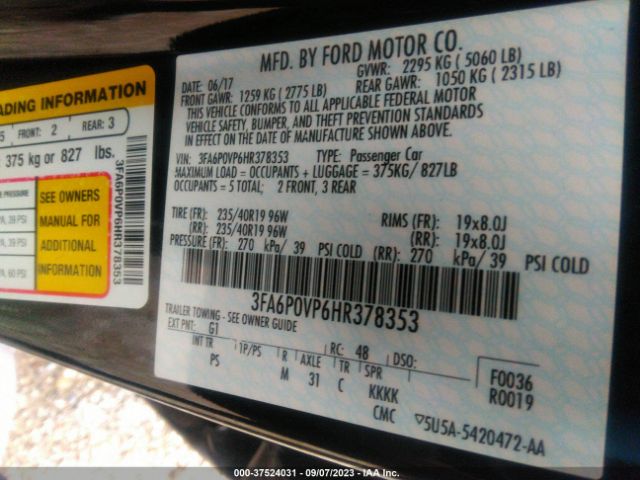 ADING INFORMATION
5 FRONT: 2 REAR: 3
375 kg or 827 lbs.
SEE OWNERS
MANUAL FOR
ADDITIONAL
INFORMATION
39 PSI
39 PSI
60 PSI
3FA6P0VP6HR378353
MFD. BY FORD MOTOR CO.
DATE: 06/17 GVWR: 2295 KG ( 5060 LB)
FRONT GAWR: 1259 KG ( 2775 LB) REAR GAWR: 1050 KG ( 2315 LB)
THIS VEHICLE CONFORMS TO ALL APPLICABLE FEDERAL MOTOR
VEHICLE SAFETY, BUMPER, AND THEFT PREVENTION STANDARDS
IN EFFECT ON THE DATE OF MANUFACTURE SHOWN ABOVE.
VIN: 3FA6P0VP6HR378353 TYPE: Passenger Car
MAXIMUM LOAD = OCCUPANTS + LUGGAGE = 375KG/ 827LB
OCCUPANTS = 5 TOTAL; 2 FRONT, 3 REAR
TIRE (FR): 235/40R19 96W RIMS (FR): 19x8.0J
(RR): 235/40R19 96W (RR): 19x8.0J
PRESSURE (FR): 270 kPa/ 39 PSI COLD (RR): 270 kPa/ 39 PSI COLD
3FA6P0VP6HR378353
TRAILER TOWING - SEE OWNER GUIDE
EXT PNT: G1 RC: 48 DSO:
INT TR 1P/PS R AXLE TR SPR
PS M 31 C KKKK
CMC
F0036
R0019
5U5A-5420472-AA
000-37524031 - 09/07/2023 - IAA Inc.